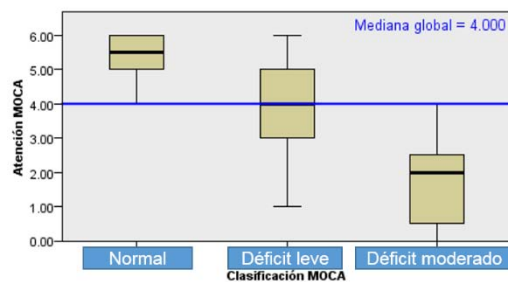 Mediana global = 4.000
6.00
5.00
4.00
3.00
2.00
1.00
0.00
Atención MOCA
Normal
Déficit leve
Déficit moderado
Clasificación MOCA